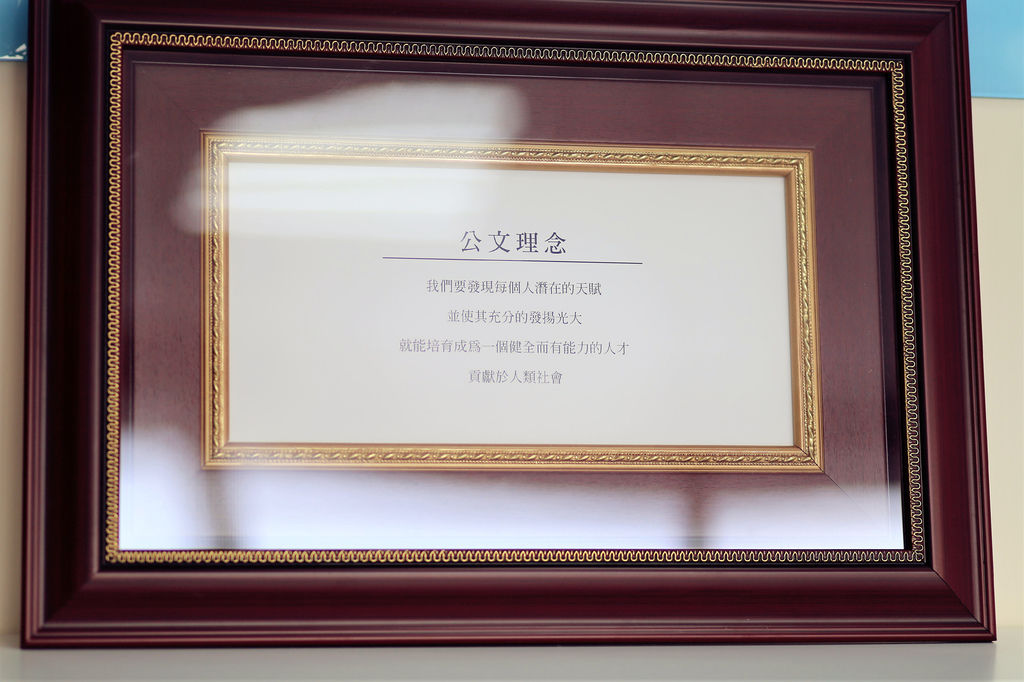 公文理念
我們要發現每個人潛在的天賦
並使其充分的發揚光大
就能培育成爲一個健全而有能力的人才
貢獻於人類社會